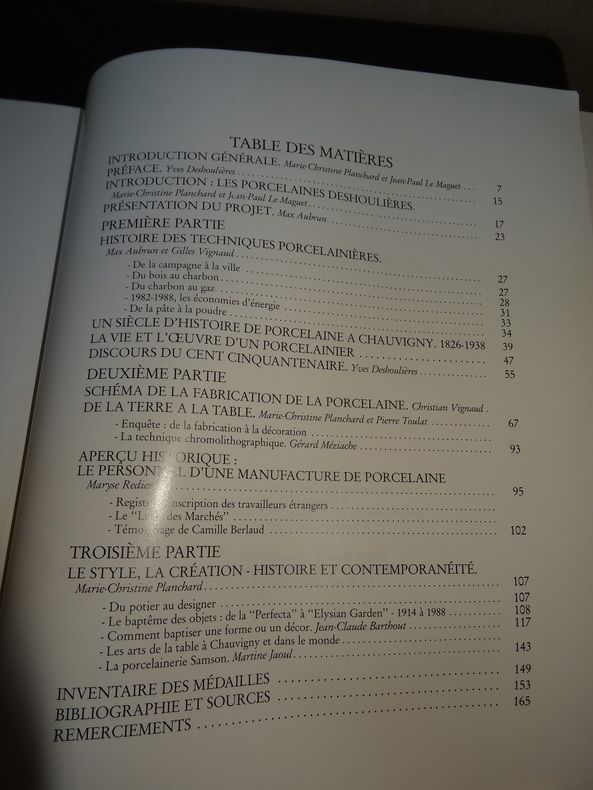 TABLE DES MATIÈRES
INTRODUCTION GÉNÉRALE. Marie-Christine Planchard et Jean-Paul Le Maguet . . . 7
PRÉFACE. Yves Deshoulières . . . 15
INTRODUCTION : LES PORCELAINES DESHOULIÈRES.
Marie-Christine Planchard et Jean-Paul Le Maguet . . . 17
PRÉSENTATION DU PROJET. Max Aubrun . . . 23
PREMIÈRE PARTIE
HISTOIRE DES TECHNIQUES PORCELAINIÈRES.
Max Aubrun et Gilles Vignaud . . . 27
- De la campagne à la ville . . . 27
- Du bois au charbon . . . 28
- Du charbon au gaz . . . 31
- 1982-1988, les économies d'énergie . . . 33
- De la pâte à la poudre . . . 34
UN SIÈCLE D'HISTOIRE DE PORCELAINE A CHAUVIGNY. 1826-1938 39
LA VIE ET L'ŒUVRE D'UN PORCELAINIER . . . 47
DISCOURS DU CENT CINQUANTENAIRE. Yves Deshoulières . . . 55
DEUXIÈME PARTIE
SCHÉMA DE LA FABRICATION DE LA PORCELAINE. Christian Vignaud .
DE LA TERRE A LA TABLE. Marie-Christine Planchard et Pierre Toulat . . . 67
- Enquête : de la fabrication à la décoration . . .
- La technique chromolithographique. Gérard Méziache . . . 93
APERÇU HISTORIQUE :
LE PERSONNEL D'UNE MANUFACTURE DE PORCELAINE
Maryse Redien . . . 95
- Registre inscription des travailleurs étrangers . . .
- Le "L des Marchés" . . .
- Témoignage de Camille Berlaud . . . 102
TROISIÈME PARTIE
LE STYLE, LA CRÉATION - HISTOIRE ET CONTEMPORANÉITÉ.
Marie-Christine Planchard . . . 107
- Du potier au designer . . . 107
- Le baptême des objets : de la "Perfecta" à "Elysian Garden" - 1914 à 1988 . . . 108
- Comment baptiser une forme ou un décor. Jean-Claude Barthout . . . 117
- Les arts de la table à Chauvigny et dans le monde . . .
- La porcelainerie Samson. Martine Jaoul . . . 143
INVENTAIRE DES MÉDAILLES . . . 149
BIBLIOGRAPHIE ET SOURCES . . . 153
REMERCIEMENTS . . . 165